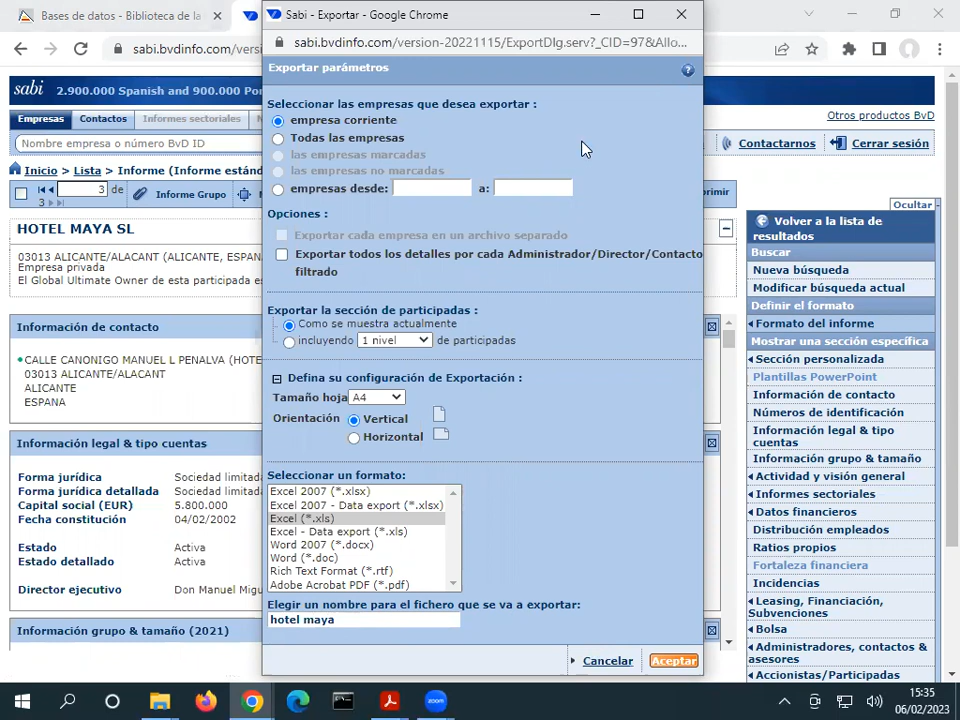 Bases de datos - Biblioteca de la
Sabi - Exportar - Google Chrome
sabi.bvdinfo.com/versi
sabi.bvdinfo.com/version-20221115/ExportDlg.serv?_CID=97&Allo...
sabi 2.900.000 Spanish and 900.000 Por
Exportar parámetros
Empresas
Contactos
Informes sectoriales
Otros productos BvD
Nombre empresa o número BvD ID
Contactarnos
Cerrar sesión
Inicio > Lista > Informe (Informe están
3 de
3
Informe Grupo
primir
Ocultar
HOTEL MAYA SL
03013 ALICANTE/ALACANT (ALICANTE, ESPAN
Empresa privada
El Global Ultimate Owner de esta participada es
Información de contacto
CALLE CANONIGO MANUEL L PENALVA (HOTE
03013 ALICANTE/ALACANT
ALICANTE
ESPANA
Información legal & tipo cuentas
Forma jurídica Sociedad limitada
Forma jurídica detallada Sociedad limitada
Capital social (EUR) 5.800.000
Fecha constitución 04/02/2002
Estado Activa
Estado detallado Activa
Director ejecutivo Don Manuel Migu
Información grupo & tamaño (2021)
Seleccionar las empresas que desea exportar :
empresa corriente
Todas las empresas
las empresas marcadas
las empresas no marcadas
empresas desde: a:
Opciones :
Exportar cada empresa en un archivo separado
Exportar todos los detalles por cada Administrador/Director/Contacto
filtrado
Exportar la sección de participadas :
Como se muestra actualmente
incluyendo 1 nivel de participadas
Defina su configuración de Exportación :
Tamaño hoja A4
Orientación Vertical
Horizontal
Seleccionar un formato:
Excel 2007 (*.xlsx)
Excel 2007 - Data export (*.xlsx)
Excel (*.xls)
Excel - Data export (*.xls)
Word 2007 (*.docx)
Word (*.doc)
Rich Text Format (*.rtf)
Adobe Acrobat PDF (*.pdf)
Elegir un nombre para el fichero que se va a exportar:
hotel maya
Cancelar
Aceptar
Volver a la lista de
resultados
Buscar
Nueva búsqueda
Modificar búsqueda actual
Definir el formato
Formato del informe
Mostrar una sección específica
Sección personalizada
Plantillas PowerPoint
Información de contacto
Números de identificación
Información legal & tipo
cuentas
Información grupo & tamaño
Actividad y visión general
Informes sectoriales
Datos financieros
Distribución empleados
Ratios propios
Fortaleza financiera
Incidencias
Leasing, Financiación,
Subvenciones
Bolsa
Administradores, contactos &
asesores
Accionistas/Participadas
zoom
15:35
06/02/2023